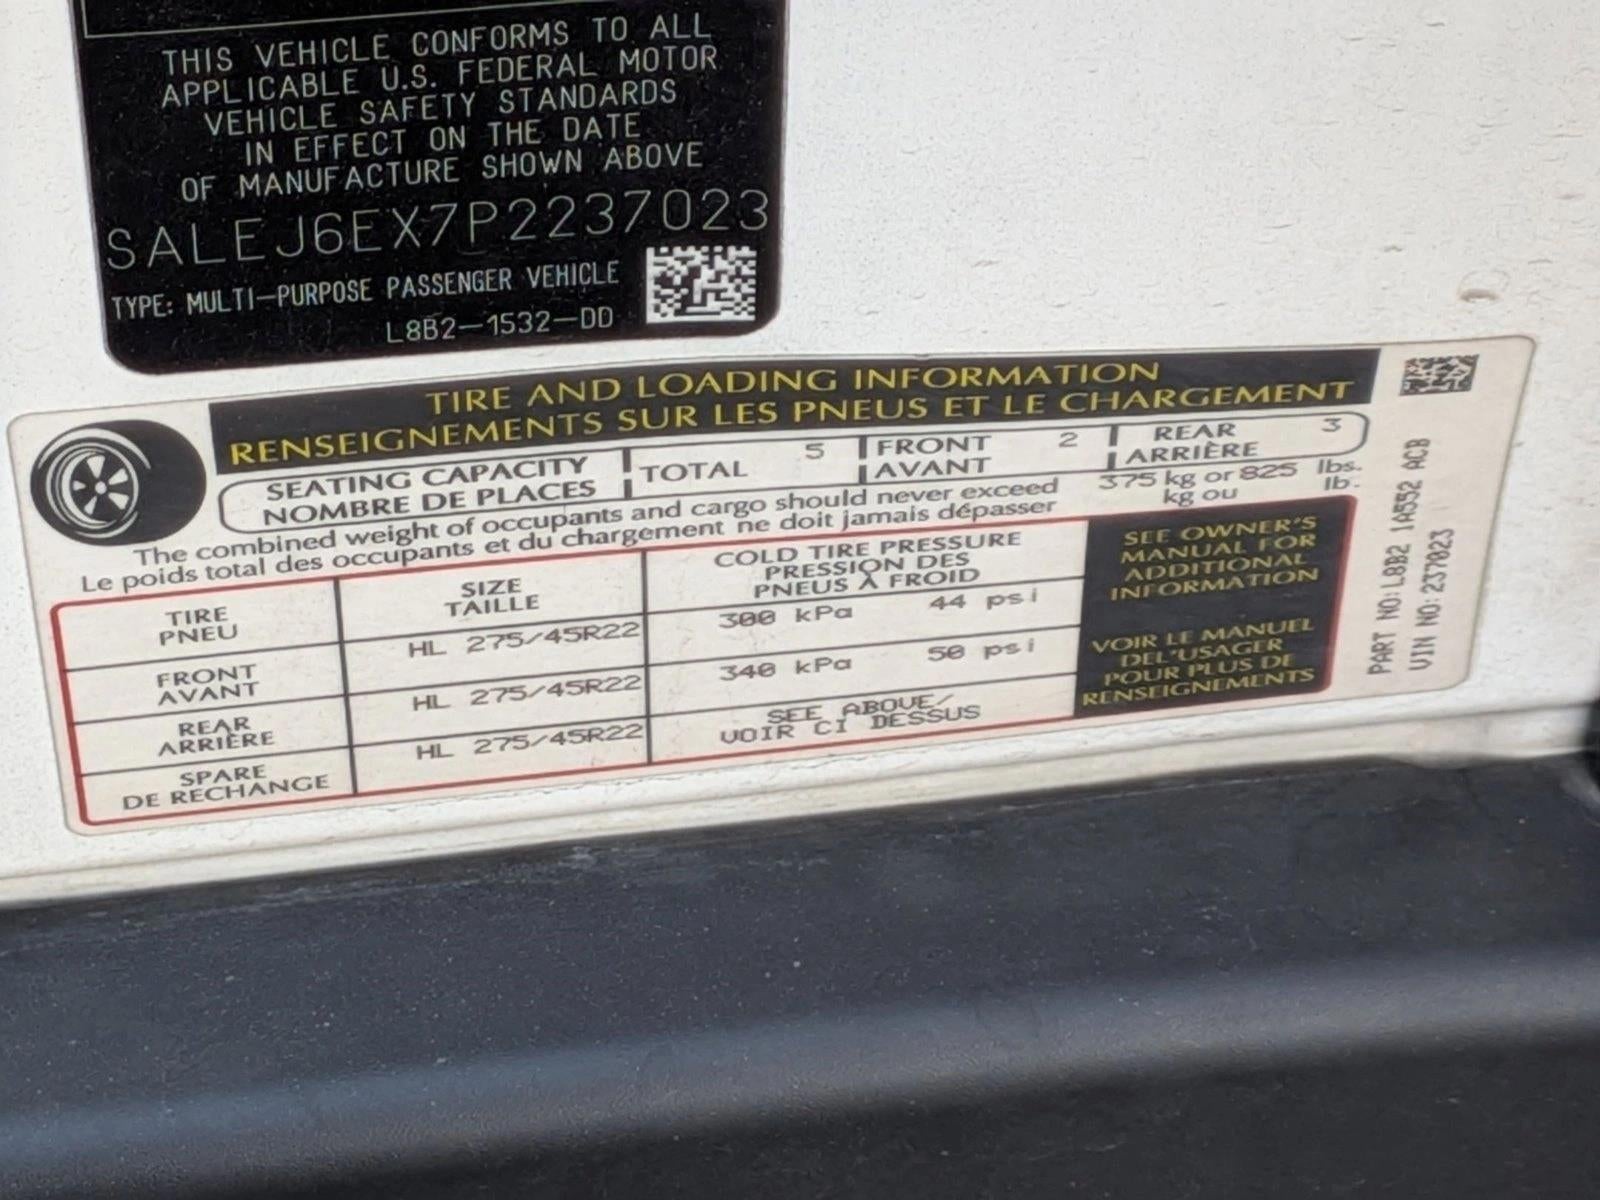 THIS VEHICLE CONFORMS TO ALL
APPLICABLE U.S. FEDERAL MOTOR
VEHICLE SAFETY STANDARDS
IN EFFECT ON THE DATE
OF MANUFACTURE SHOWN ABOVE
SALEJ6EX7P2237023
TYPE: MULTI-PURPOSE PASSENGER VEHICLE
L8B2-1532-DD
TIRE AND LOADING INFORMATION
RENSEIGNEMENTS SUR LES PNEUS ET LE CHARGEMENT
SEATING CAPACITY
NOMBRE DE PLACES
TOTAL 5
FRONT 2
AVANT
REAR 3
ARRIÈRE
The combined weight of occupants and cargo should never exceed 375 kg or 825 lbs.
Le poids total des occupants et du chargement ne doit jamais dépasser kg ou lb.
TIRE
PNEU
SIZE
TAILLE
COLD TIRE PRESSURE
PRESSION DES
PNEUS À FROID
FRONT
AVANT
HL 275/45R22
300 kPa 44 psi
REAR
ARRIÈRE
HL 275/45R22
340 kPa 50 psi
SPARE
DE RECHANGE
HL 275/45R22
SEE ABOVE/
VOIR CI DESSUS
SEE OWNER'S
MANUAL FOR
ADDITIONAL
INFORMATION
VOIR LE MANUEL
DEL'USAGER
POUR PLUS DE
RENSEIGNEMENTS
PART NO:L8B2 1A552 ACB
VIN NO:237023